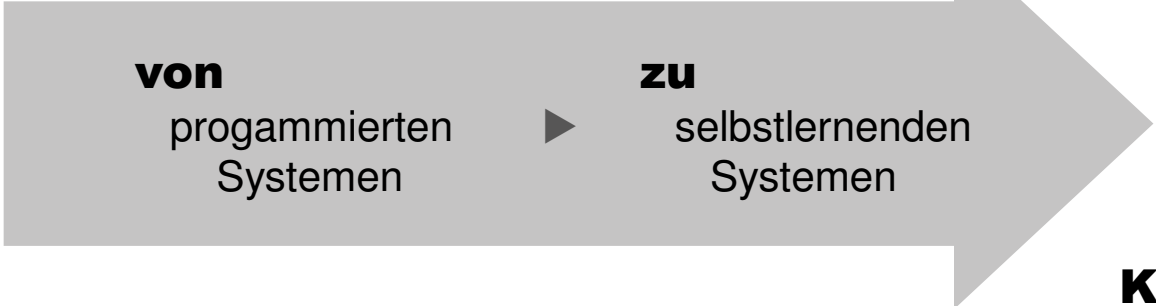 von
progammierten
Systemen
zu
selbstlernenden
Systemen
K